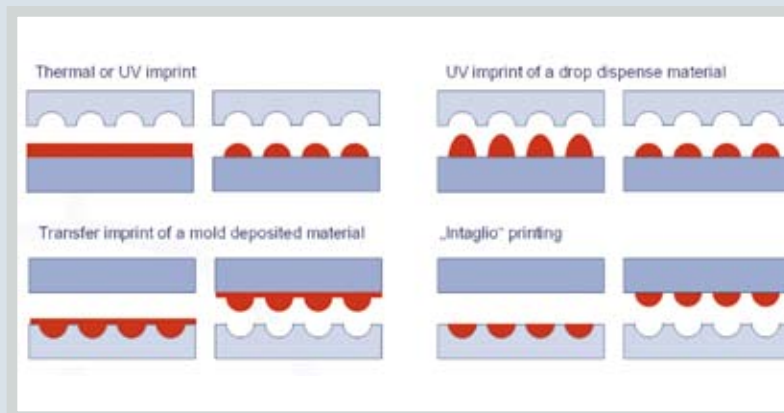 Thermal or UV imprint
UV imprint of a drop dispense material
Transfer imprint of a mold deposited material
„Intaglio“ printing